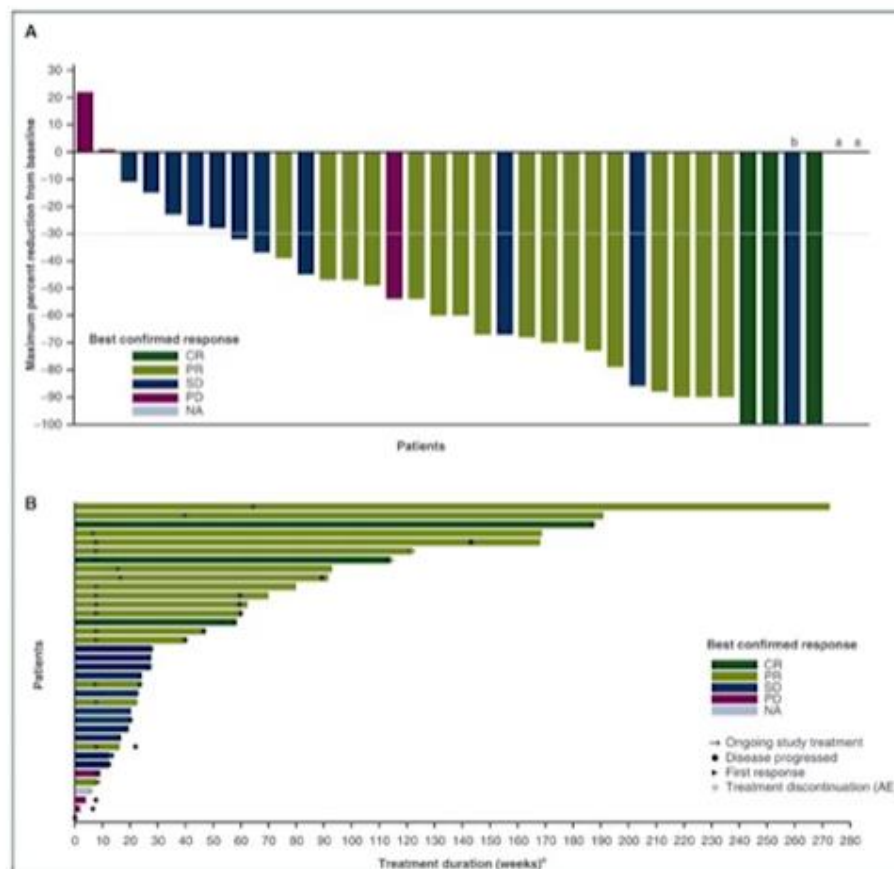 A
30
20
10
0
-10
-20
-30
-40
-50
-60
-70
-80
-90
-100
Maximum percent reduction from baseline
b a a
Best confirmed response
CR
PR
SD
PD
NA
Patients
B
Patients
Best confirmed response
CR
PR
SD
PD
NA
→ Ongoing study treatment
Disease progressed
First response
Treatment discontinuation (AE
0 10 20 30 40 50 60 70 80 90 100 110 120 130 140 150 160 170 180 190 200 210 220 230 240 250 260 270 280
Treatment duration (weeks)